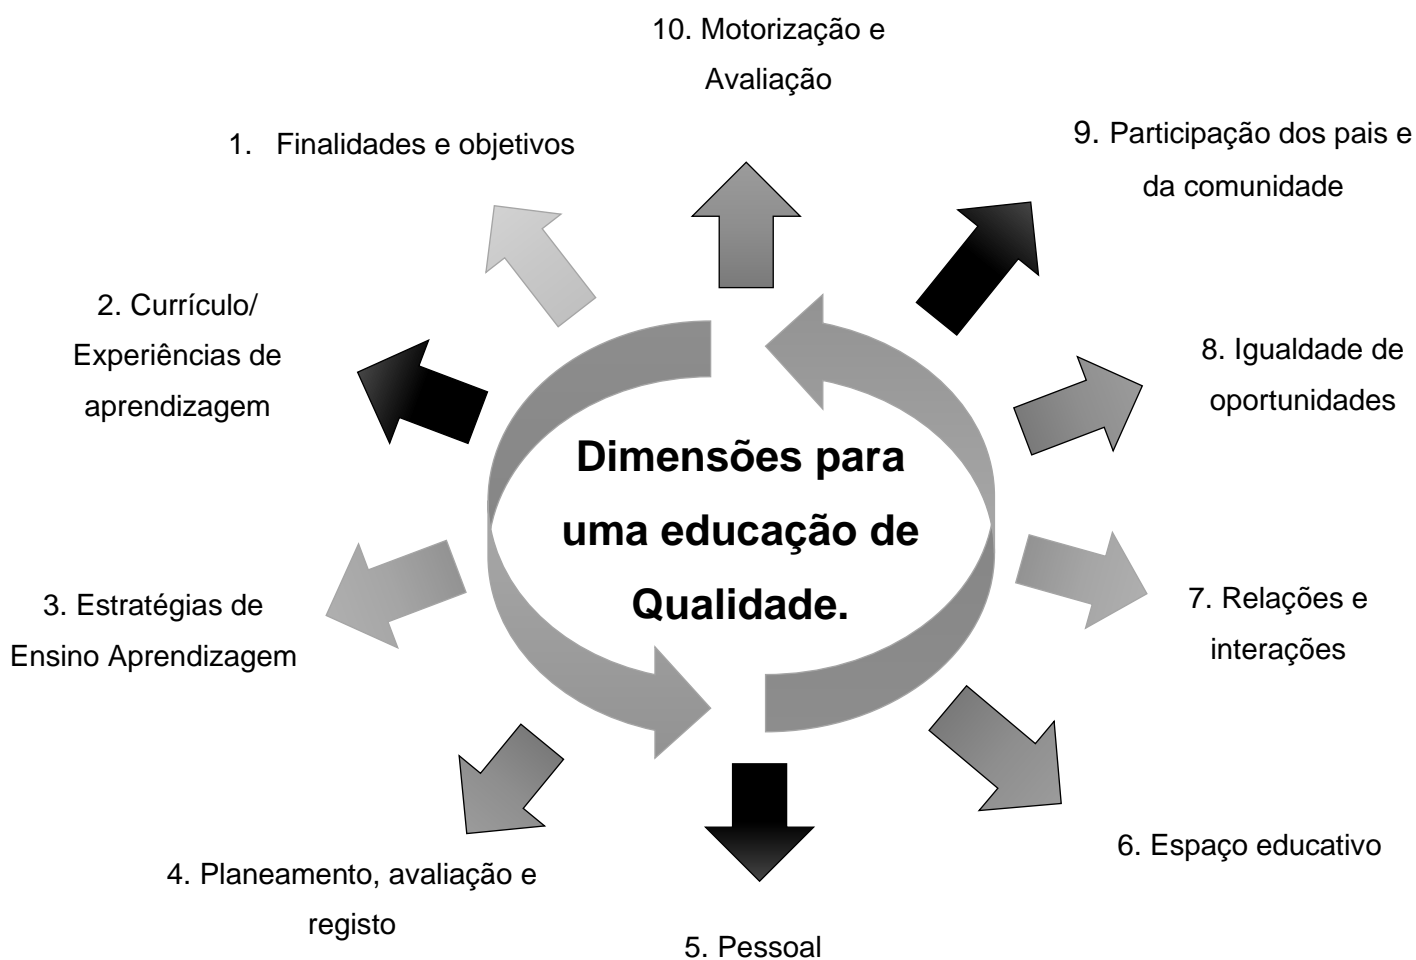 10. Motorização e
Avaliação
1. Finalidades e objetivos
9. Participação dos pais e
da comunidade
2. Currículo/
Experiências de
aprendizagem
8. Igualdade de
oportunidades
Dimensões para
uma educação de
Qualidade.
3. Estratégias de
Ensino Aprendizagem
7. Relações e
interações
4. Planeamento, avaliação e
registo
6. Espaço educativo
5. Pessoal